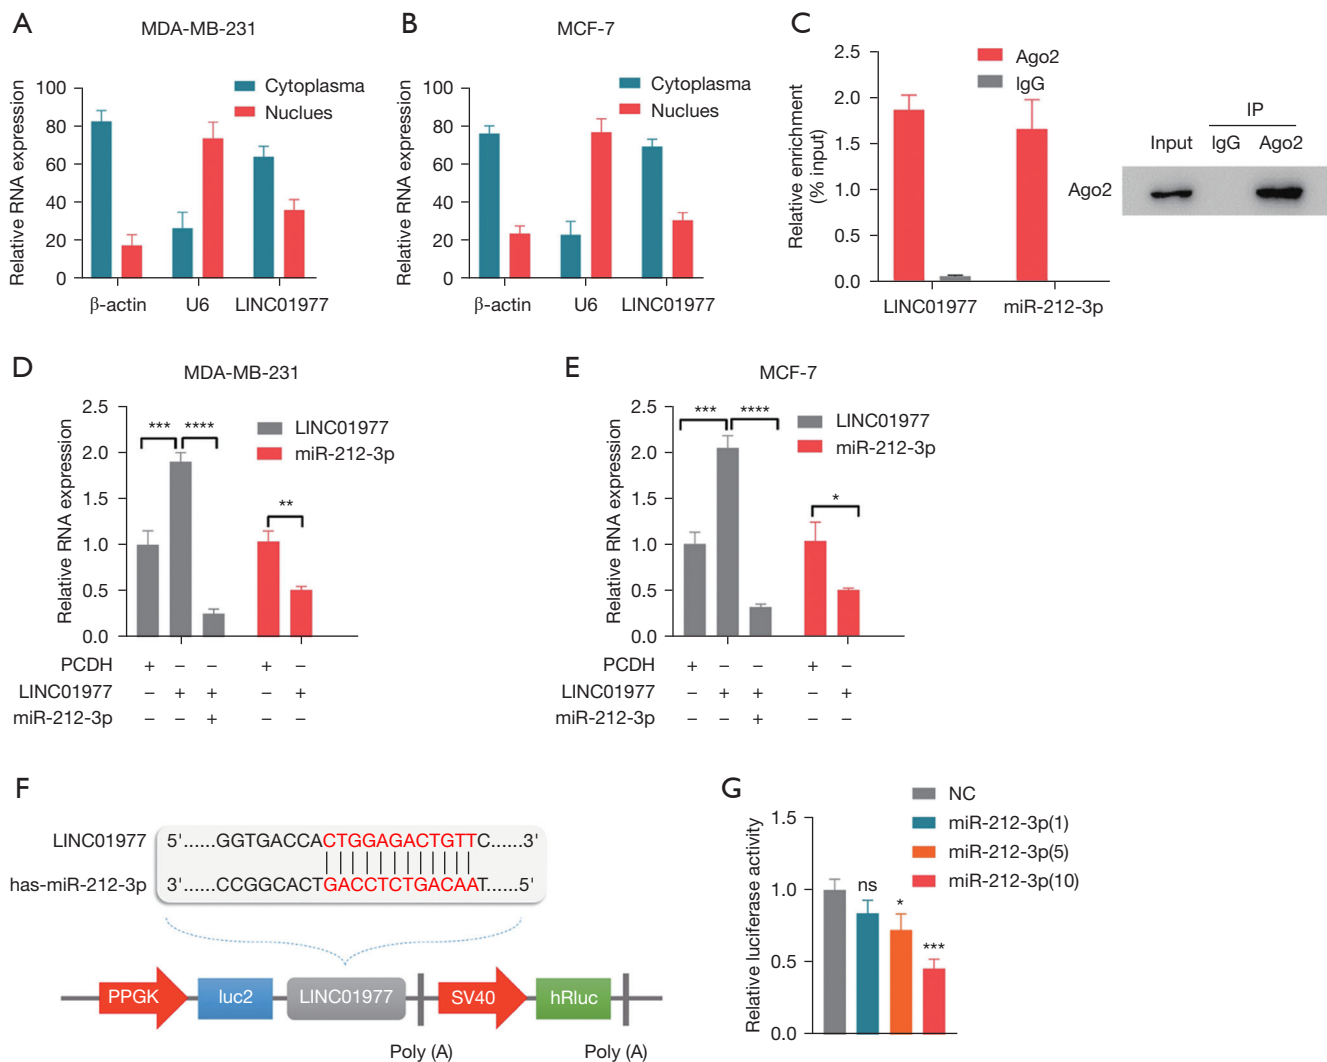 A
MDA-MB-231
Relative RNA expression
100
80
60
40
20
0
Cytoplasma
Nuclues
β-actin U6 LINC01977
B
MCF-7
Relative RNA expression
100
80
60
40
20
0
Cytoplasma
Nuclues
β-actin U6 LINC01977
C
Relative enrichment
(% input)
2.5
2.0
1.5
1.0
0.5
0.0
Ago2
IgG
LINC01977 miR-212-3p
IP
Input IgG Ago2
Ago2
D
MDA-MB-231
Relative RNA expression
2.5
2.0
1.5
1.0
0.5
0.0
*** ****
**
LINC01977
miR-212-3p
PCDH + − − + −
LINC01977 − + + − +
miR-212-3p − − + − −
E
MCF-7
Relative RNA expression
2.5
2.0
1.5
1.0
0.5
0.0
*** ****
*
LINC01977
miR-212-3p
PCDH + − − + −
LINC01977 − + + − +
miR-212-3p − − + − −
F
LINC01977 5'......GGTGACCACTGGAGACTGTTC......3'
has-miR-212-3p 3'......CCGGCACTGACCTCTGACAAT......5'
PPGK luc2 LINC01977 SV40 hRluc
Poly (A) Poly (A)
G
Relative luciferase activity
1.5
1.0
0.5
0.0
ns
*
***
NC
miR-212-3p(1)
miR-212-3p(5)
miR-212-3p(10)